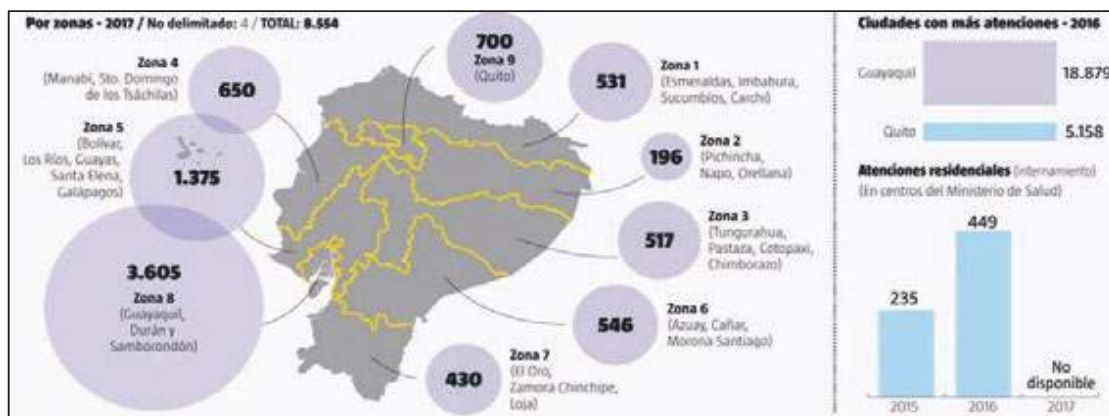 Por zonas - 2017 / No delimitado: 4 / TOTAL: 8.554
Zona 4
(Manabí, Sto. Domingo
de los Tsáchilas)
650
Zona 5
(Bolívar,
Los Ríos, Guayas,
Santa Elena,
Galápagos)
1.375
3.605
Zona 8
(Guayaquil,
Durán y
Samborondón)
700
Zona 9
(Quito)
531
Zona 1
(Esmeraldas, Imbabura,
Sucumbíos, Carchi)
196
Zona 2
(Pichincha,
Napo, Orellana)
517
Zona 3
(Tungurahua,
Pastaza, Cotopaxi,
Chimborazo)
546
Zona 6
(Azuay, Cañar,
Morona Santiago)
430
Zona 7
(El Oro,
Zamora Chinchipe,
Loja)
Ciudades con más atenciones - 2016
Guayaquil 18.879
Quito 5.158
Atenciones residenciales (internamiento)
(En centros del Ministerio de Salud)
235
449
No
disponible
2015 2016 2017